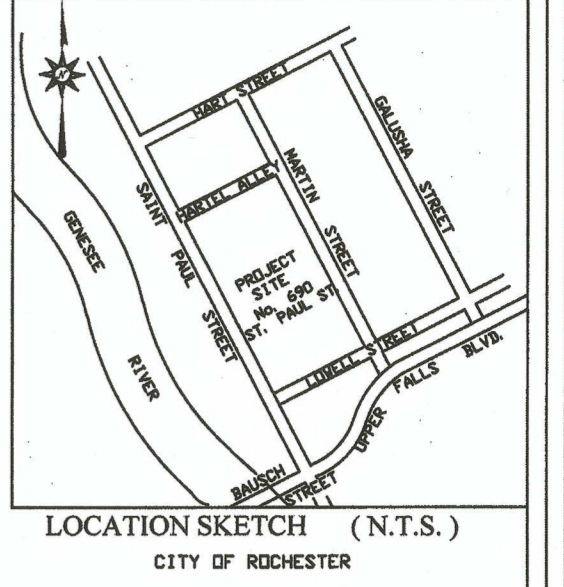 N
HART STREET
GALUSHA STREET
HARTEL ALLEY
MARTIN STREET
SAINT PAUL STREET
GENESEE RIVER
PROJECT
SITE
No. 690
ST. PAUL ST.
LOWELL STREET
UPPER FALLS BLVD.
BAUSCH STREET
LOCATION SKETCH ( N.T.S. )
CITY OF ROCHESTER